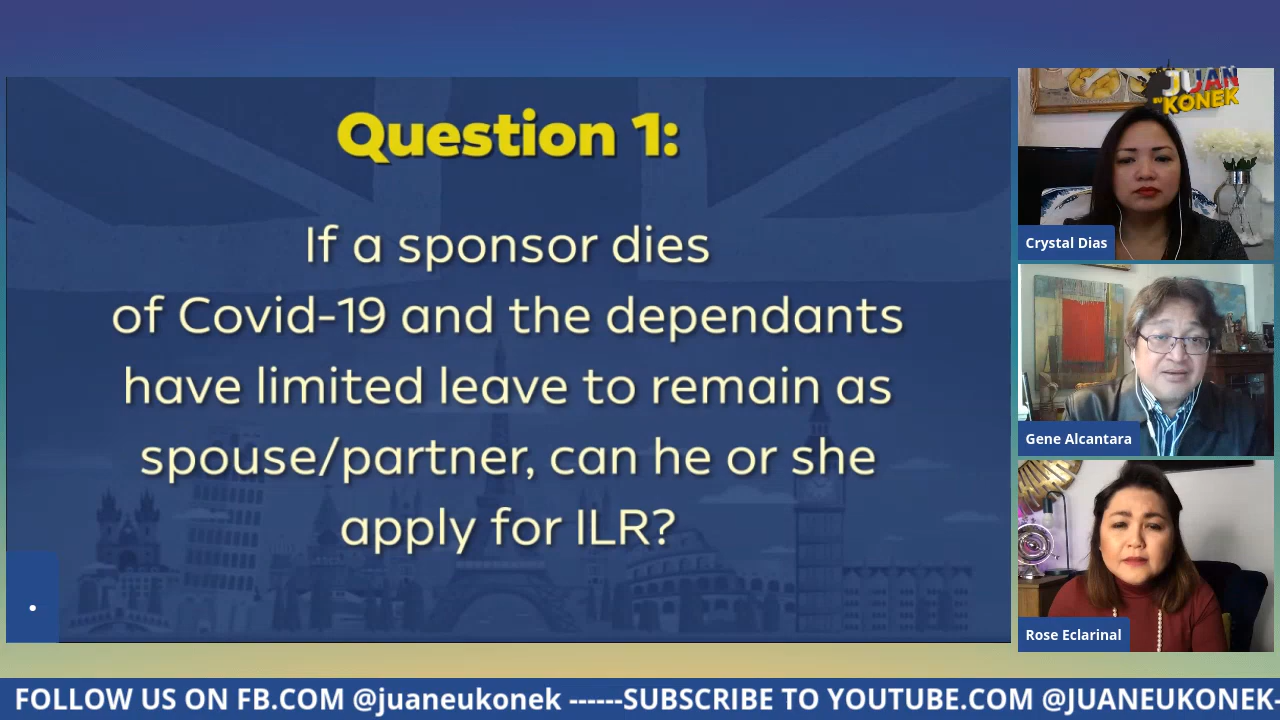 Question 1:
If a sponsor dies
of Covid-19 and the dependants
have limited leave to remain as
spouse/partner, can he or she
apply for ILR?
.
JUAN
EU KONEK
Crystal Dias
Gene Alcantara
Rose Eclarinal
FOLLOW US ON FB.COM @juaneukonek ------SUBSCRIBE TO YOUTUBE.COM @JUANEUKONEK-